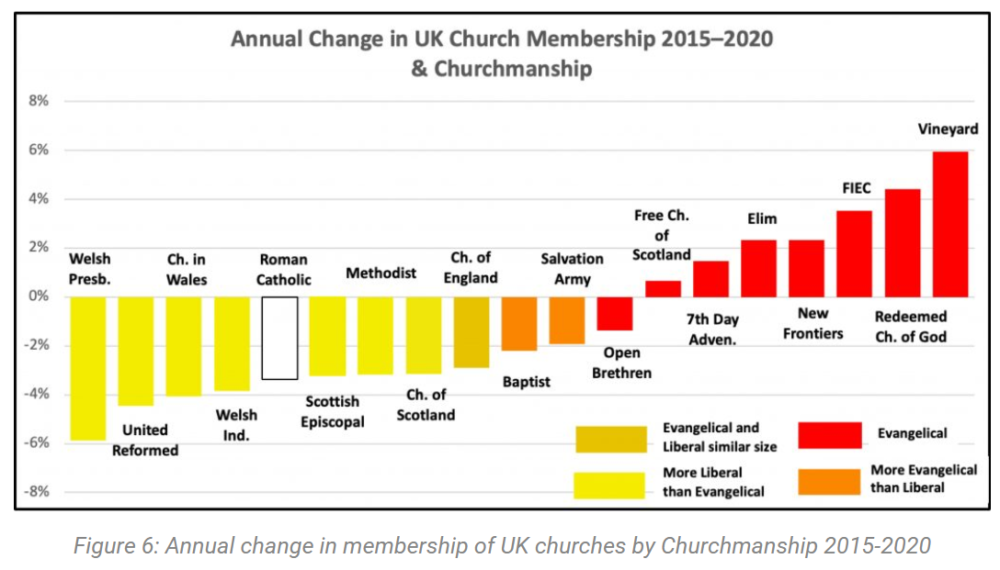 Annual Change in UK Church Membership 2015–2020
& Churchmanship
8%
6%
4%
2%
0%
-2%
-4%
-6%
-8%
Welsh
Presb.
United
Reformed
Ch. in
Wales
Welsh
Ind.
Roman
Catholic
Scottish
Episcopal
Methodist
Ch. of
Scotland
Ch. of
England
Baptist
Salvation
Army
Open
Brethren
Free Ch.
of
Scotland
7th Day
Adven.
Elim
New
Frontiers
FIEC
Redeemed
Ch. of God
Vineyard
Evangelical and
Liberal similar size
Evangelical
More Liberal
than Evangelical
More Evangelical
than Liberal
Figure 6: Annual change in membership of UK churches by Churchmanship 2015-2020